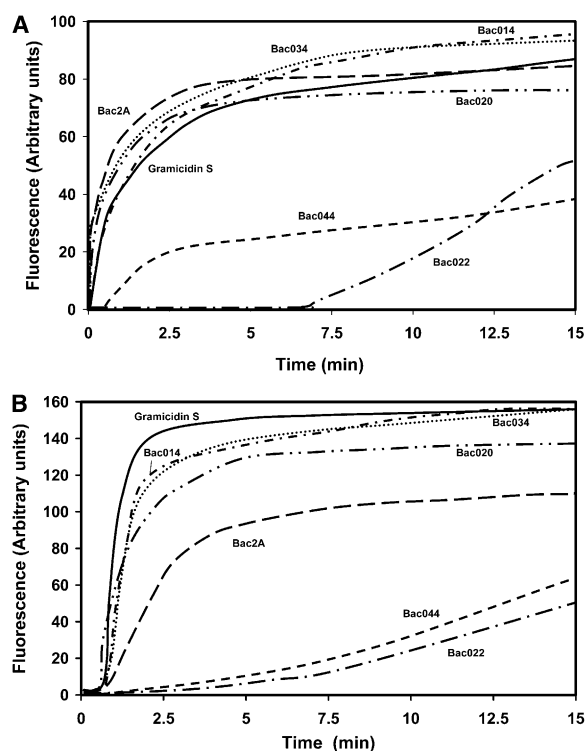 A
Fluorescence (Arbitrary units)
100
80
60
40
20
0
Bac034
Bac014
Bac2A
Bac020
Gramicidin S
Bac044
Bac022
0 2.5 5 7.5 10 12.5 15
Time (min)
B
Fluorescence (Arbitrary units)
160
140
120
100
80
60
40
20
0
Gramicidin S
Bac014
Bac034
Bac020
Bac2A
Bac044
Bac022
0 2.5 5 7.5 10 12.5 15
Time (min)